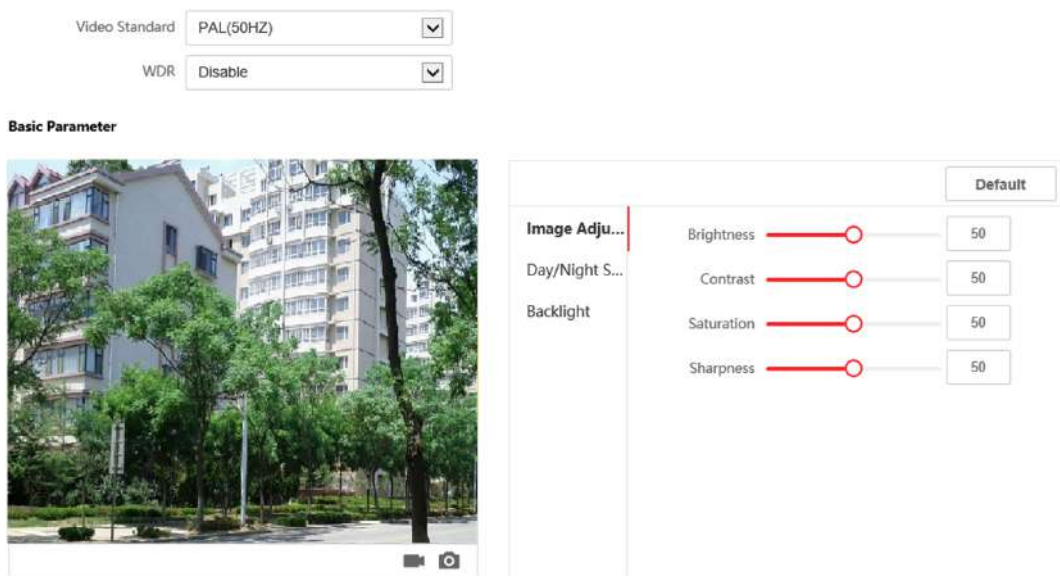 Video Standard PAL(50HZ)
WDR Disable
Basic Parameter
Default
Image Adju...
Day/Night S...
Backlight
Brightness 50
Contrast 50
Saturation 50
Sharpness 50